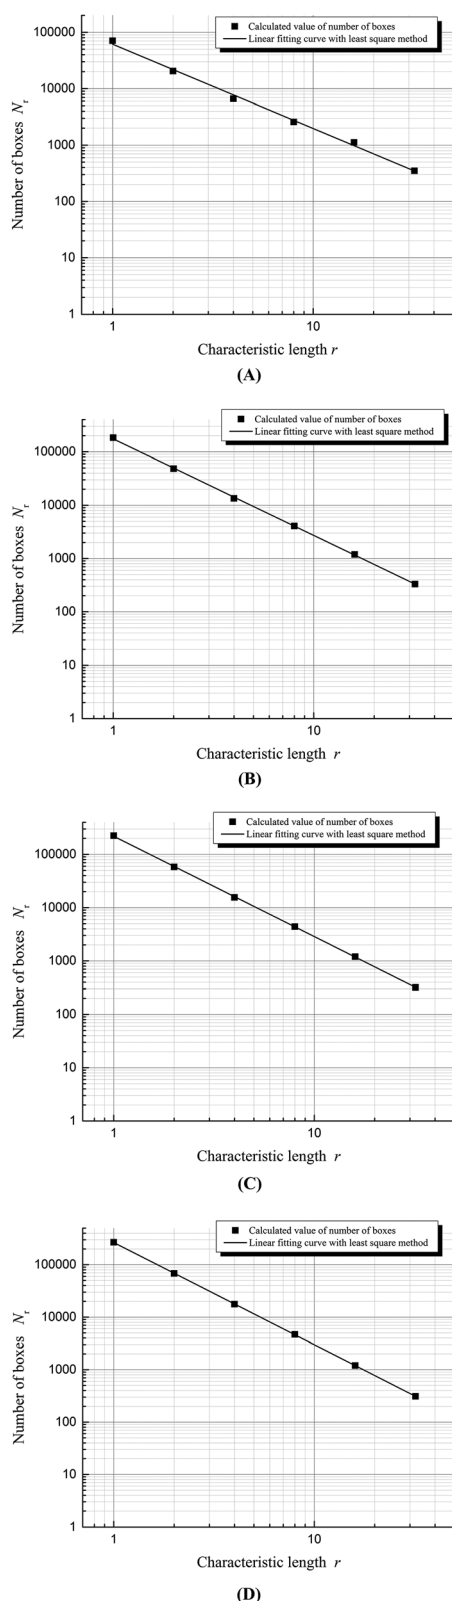 Calculated value of number of boxes
Linear fitting curve with least square method
100000
10000
1000
100
10
1
Number of boxes Nr
1 10
Characteristic length r
(A)
Calculated value of number of boxes
Linear fitting curve with least square method
100000
10000
1000
100
10
1
Number of boxes Nr
1 10
Characteristic length r
(B)
Calculated value of number of boxes
Linear fitting curve with least square method
100000
10000
1000
100
10
1
Number of boxes Nr
1 10
Characteristic length r
(C)
Calculated value of number of boxes
Linear fitting curve with least square method
100000
10000
1000
100
10
1
Number of boxes Nr
1 10
Characteristic length r
(D)